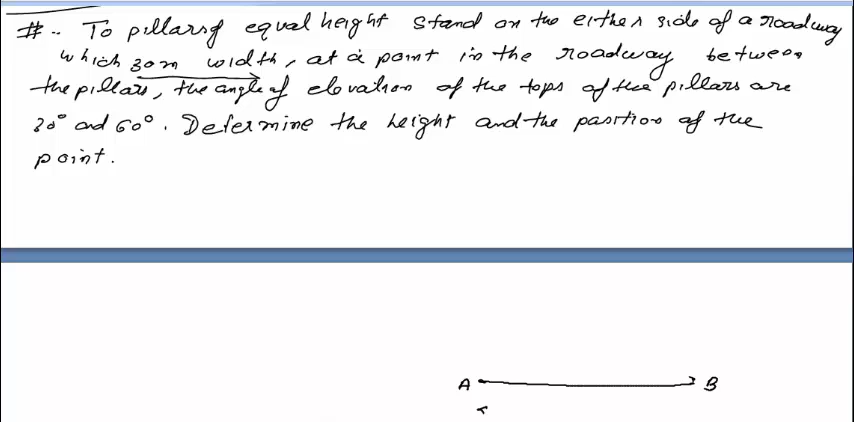 #.. To pillars of equal height stand on the either side of a roadway
which 30m width, at a point in the roadway between
the pillars, the angle of elevation of the tops of the pillars are
30° and 60°. Determine the height and the position of the
point.
A B